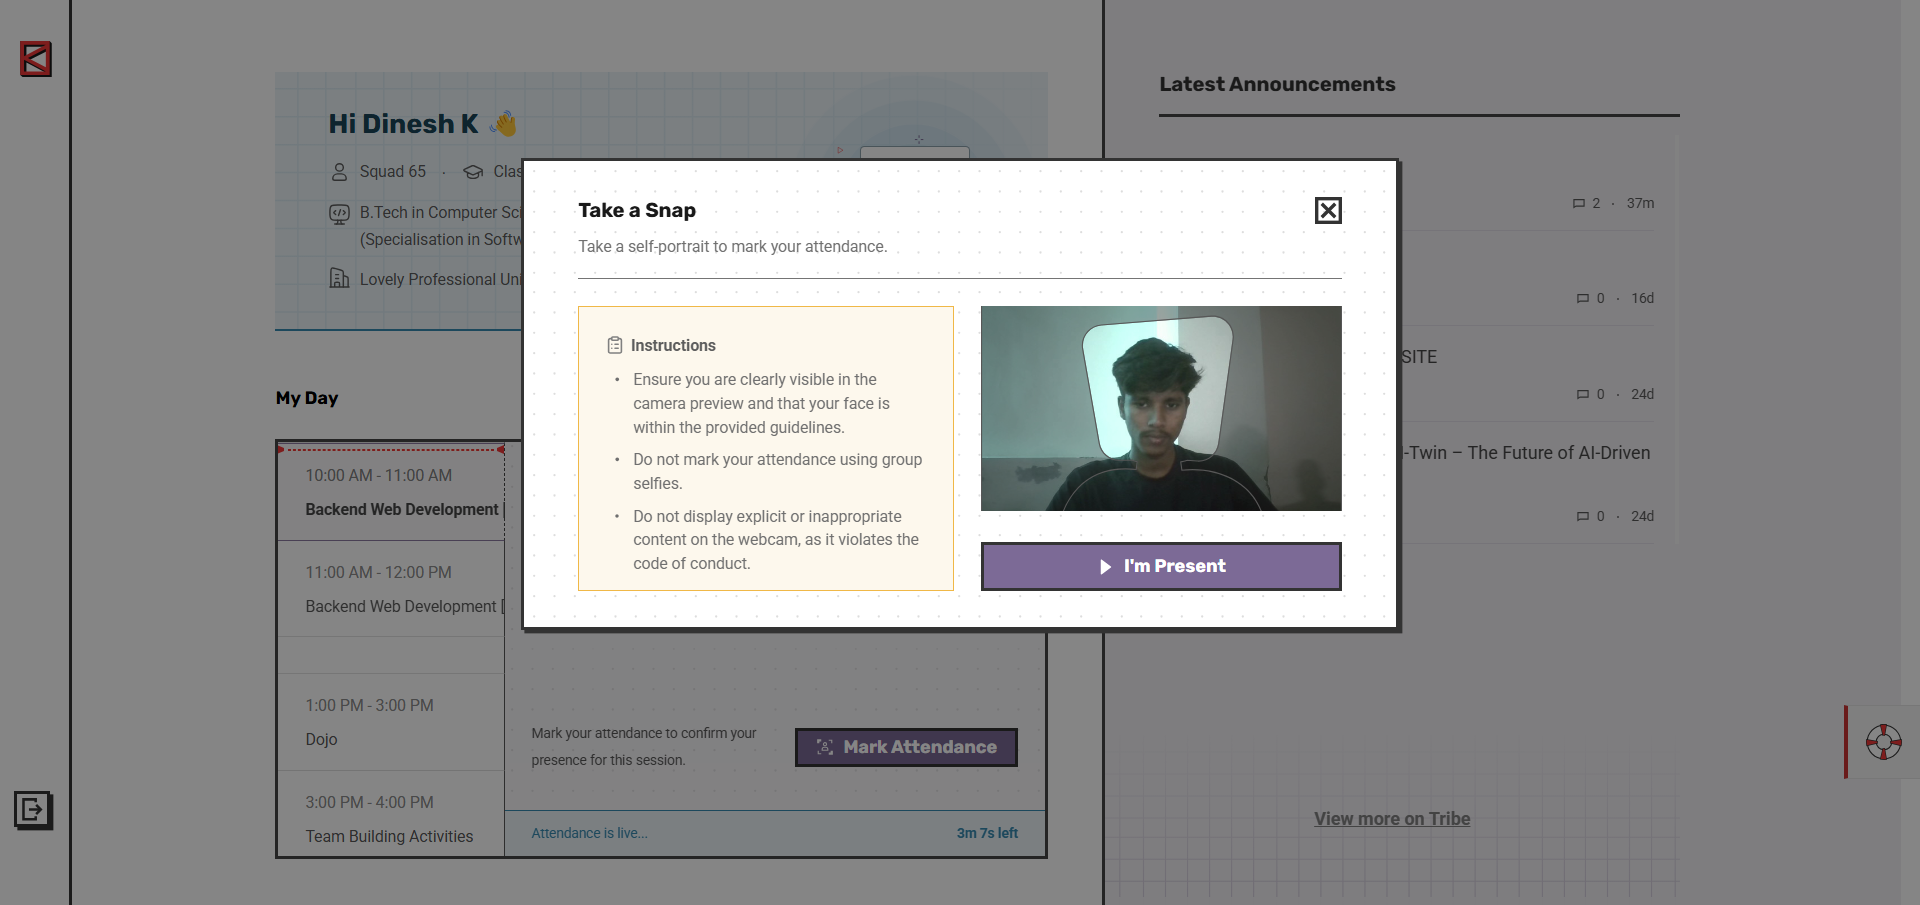 Hi Dinesh K
Squad 65 · Clas
B.Tech in Computer Sci
(Specialisation in Softw
Lovely Professional Uni
My Day
10:00 AM - 11:00 AM
Backend Web Development
11:00 AM - 12:00 PM
Backend Web Development [
1:00 PM - 3:00 PM
Dojo
3:00 PM - 4:00 PM
Team Building Activities
Take a Snap
Take a self-portrait to mark your attendance.
Instructions
• Ensure you are clearly visible in the
camera preview and that your face is
within the provided guidelines.
• Do not mark your attendance using group
selfies.
• Do not display explicit or inappropriate
content on the webcam, as it violates the
code of conduct.
I'm Present
Mark your attendance to confirm your
presence for this session.
Mark Attendance
Attendance is live...
3m 7s left
Latest Announcements
2 · 37m
0 · 16d
SITE
0 · 24d
-Twin – The Future of AI-Driven
0 · 24d
View more on Tribe